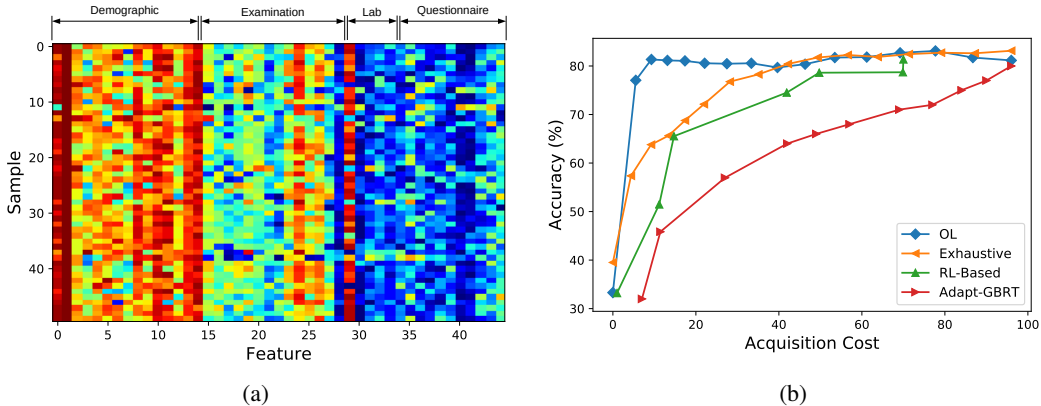 Demographic Examination Lab Questionnaire
0
10
20
30
40
Sample
0 5 10 15 20 25 30 35 40
Feature
(a)
80
70
60
50
40
30
Accuracy (%)
OL
Exhaustive
RL-Based
Adapt-GBRT
0 20 40 60 80 100
Acquisition Cost
(b)